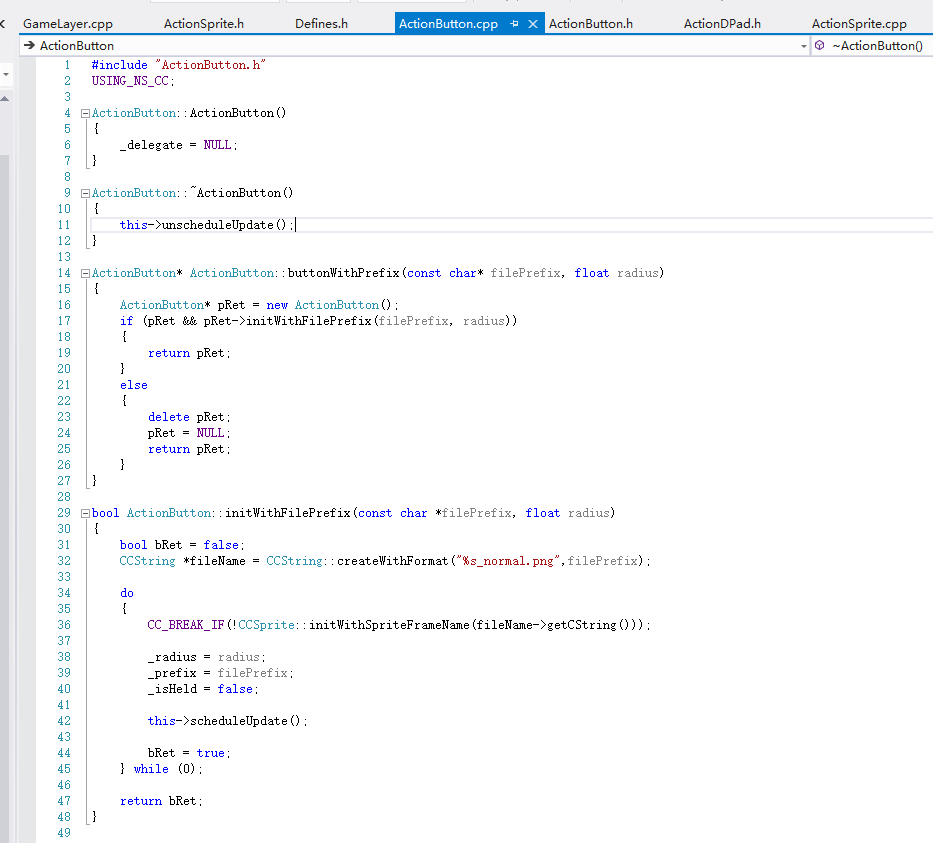 GameLayer.cpp ActionSprite.h Defines.h ActionButton.cpp ActionButton.h ActionDPad.h ActionSprite.cpp
ActionButton ~ActionButton()
1 #include "ActionButton.h"
2 USING_NS_CC;
3
4 ActionButton::ActionButton()
5 {
6     _delegate = NULL;
7 }
8
9 ActionButton::~ActionButton()
10 {
11     this->unscheduleUpdate();
12 }
13
14 ActionButton* ActionButton::buttonWithPrefix(const char* filePrefix, float radius)
15 {
16     ActionButton* pRet = new ActionButton();
17     if (pRet && pRet->initWithFilePrefix(filePrefix, radius))
18     {
19         return pRet;
20     }
21     else
22     {
23         delete pRet;
24         pRet = NULL;
25         return pRet;
26     }
27 }
28
29 bool ActionButton::initWithFilePrefix(const char *filePrefix, float radius)
30 {
31     bool bRet = false;
32     CCString *fileName = CCString::createWithFormat("%s_normal.png",filePrefix);
33
34     do
35     {
36         CC_BREAK_IF(!CCSprite::initWithSpriteFrameName(fileName->getCString()));
37
38         _radius = radius;
39         _prefix = filePrefix;
40         _isHeld = false;
41
42         this->scheduleUpdate();
43
44         bRet = true;
45     } while (0);
46
47     return bRet;
48 }
49